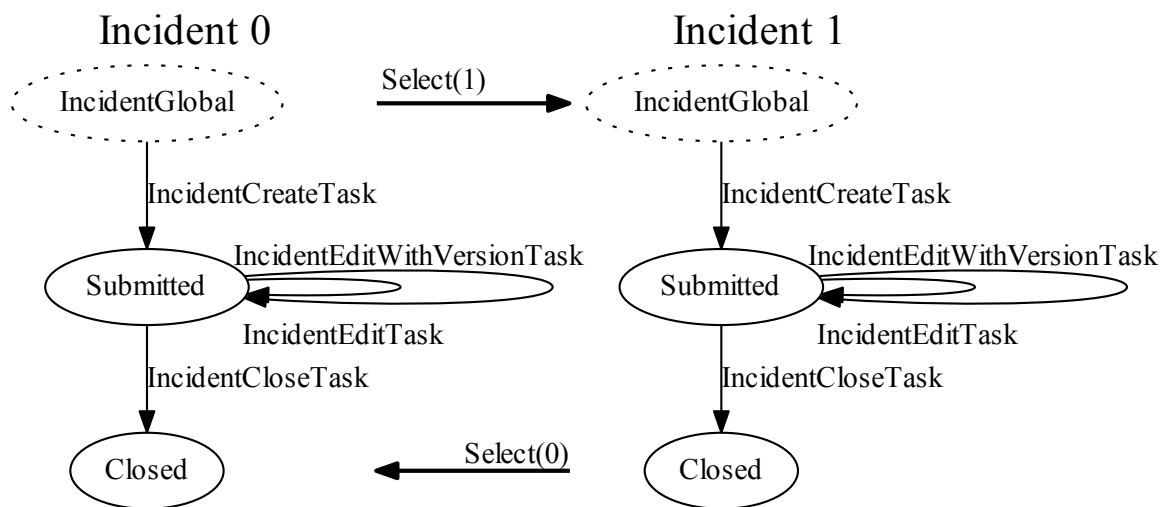 Incident 0
Incident 1
IncidentGlobal
Select(1)
IncidentGlobal
IncidentCreateTask
IncidentCreateTask
IncidentEditWithVersionTask
IncidentEditWithVersionTask
Submitted
Submitted
IncidentEditTask
IncidentEditTask
IncidentCloseTask
IncidentCloseTask
Select(0)
Closed
Closed